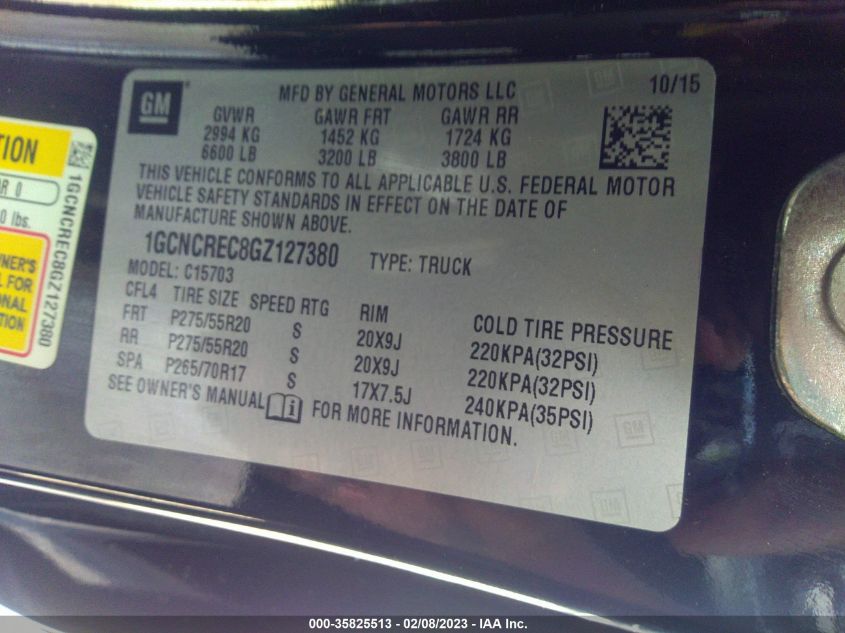 GM
MFD BY GENERAL MOTORS LLC 10/15
GVWR GAWR FRT GAWR RR
2994 KG 1452 KG 1724 KG
6600 LB 3200 LB 3800 LB
THIS VEHICLE CONFORMS TO ALL APPLICABLE U.S. FEDERAL MOTOR
VEHICLE SAFETY STANDARDS IN EFFECT ON THE DATE OF
MANUFACTURE SHOWN ABOVE.
1GCNCREC8GZ127380 TYPE: TRUCK
MODEL: C15703
CFL4 TIRE SIZE SPEED RTG RIM COLD TIRE PRESSURE
FRT P275/55R20 S 20X9J 220KPA(32PSI)
RR P275/55R20 S 20X9J 220KPA(32PSI)
SPA P265/70R17 S 17X7.5J 240KPA(35PSI)
SEE OWNER'S MANUAL FOR MORE INFORMATION.
0 lbs.
1GCNCREC8GZ127380
000-35825513 - 02/08/2023 - IAA Inc.